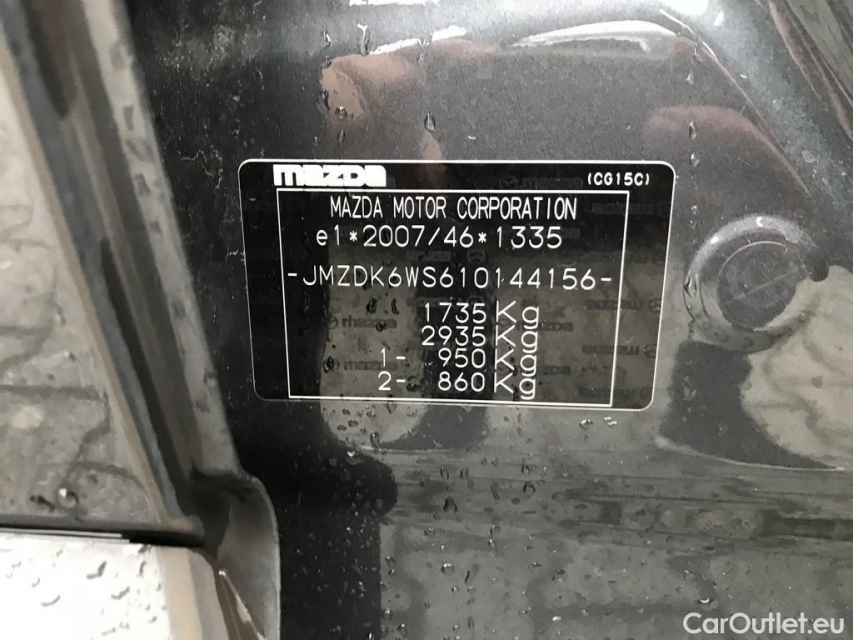 mazda (CG15C)
MAZDA MOTOR CORPORATION
e1*2007/46*1335
-JMZDK6WS610144156-
1735 Kg
2935 Kg
1- 950 Kg
2- 860 Kg
CarOutlet.eu